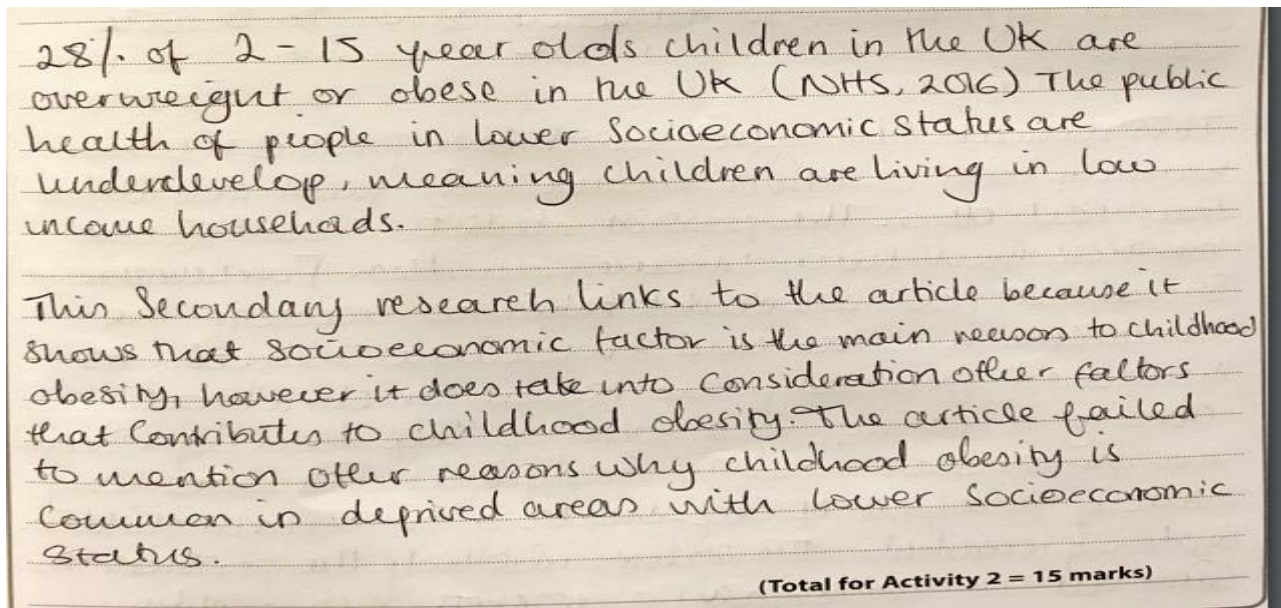 28% of 2 - 15 year olds children in the UK are
overweight or obese in the UK (NHS, 2016) The public
health of people in lower Socioeconomic status are
underdevelop, meaning children are living in low
income househads.
This Secondary research links to the article because it
shows that socioeconomic factor is the main reason to childhood
obesity, however it does take into consideration other factors
that Contributes to childhood obesity. The article failed
to mention other reasons why childhood obesity is
Common in deprived areas with lower Socioeconomic
Status.
(Total for Activity 2 = 15 marks)